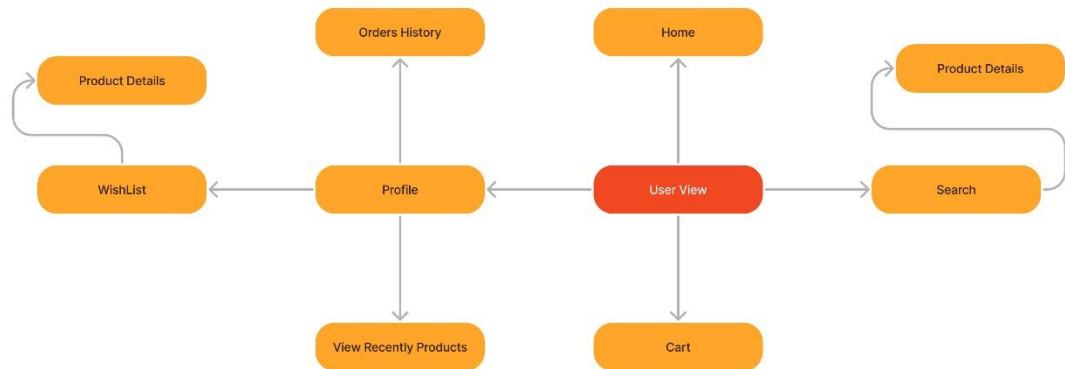 Orders History
Home
Product Details
Product Details
WishList
Profile
User View
Search
View Recently Products
Cart